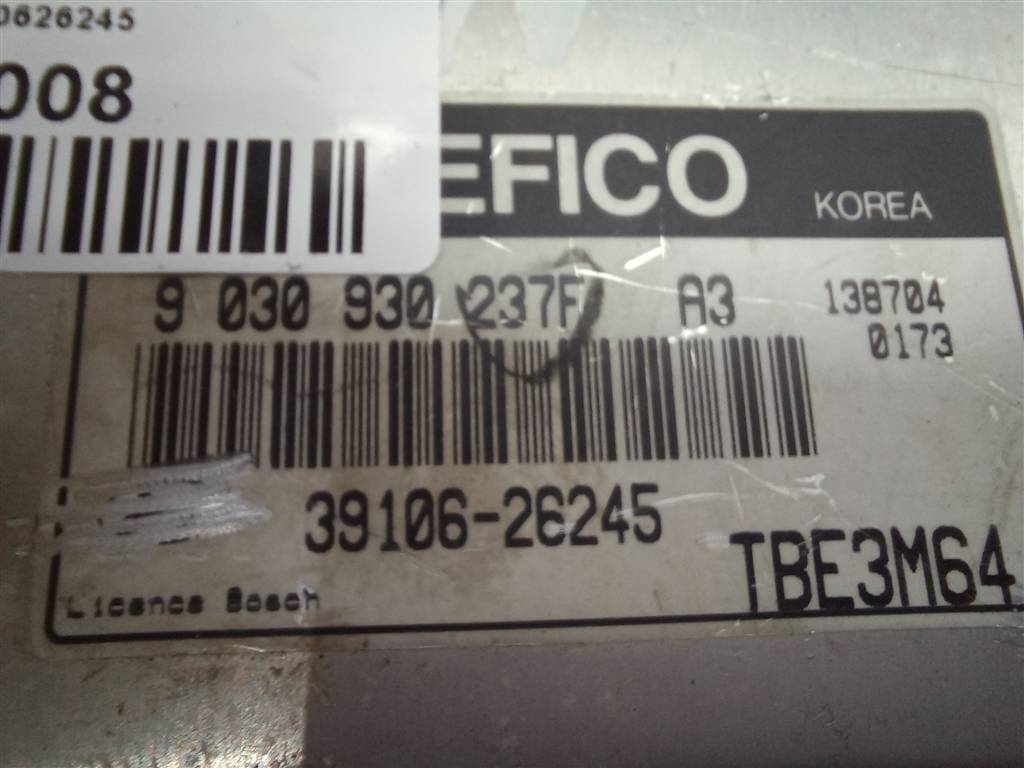 0626245
008
EFICO
KOREA
9 030 930 237F A3 138704
0173
39106-26245
TBE3M64
Licence Bosch